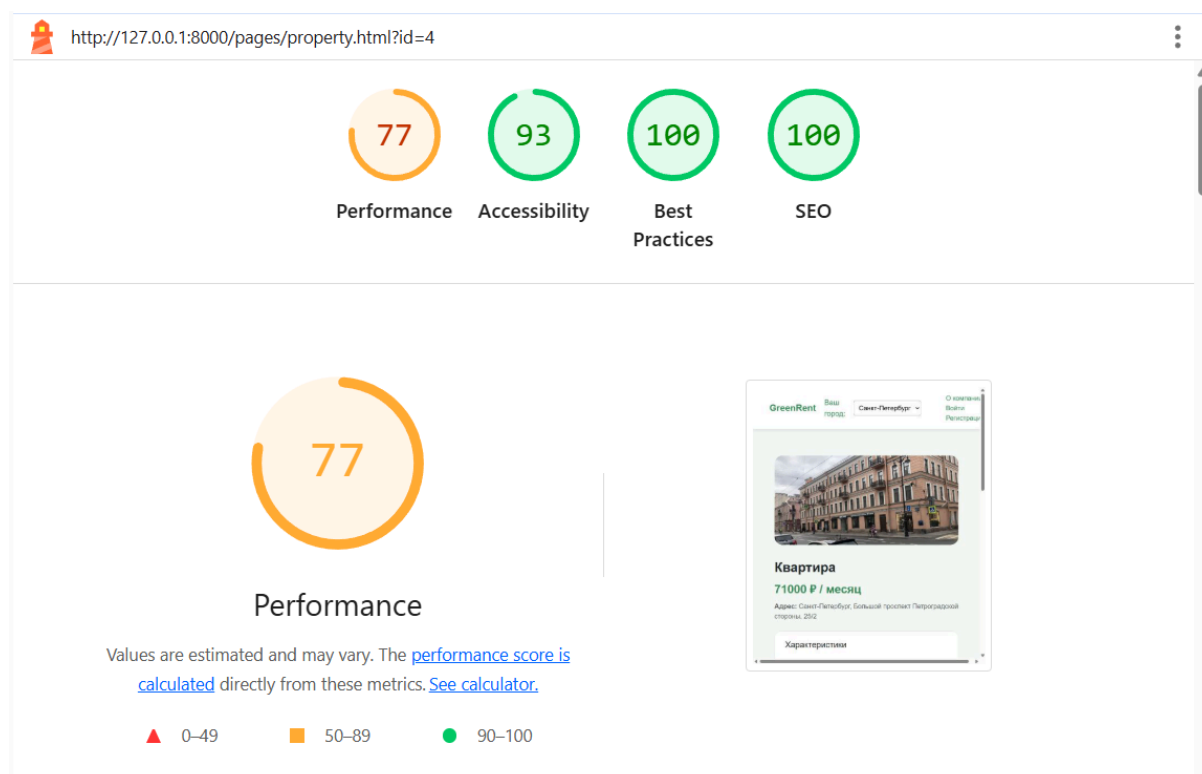 http://127.0.0.1:8000/pages/property.html?id=4
77
93
100
100
Performance
Accessibility
Best
Practices
SEO
77
Performance
Values are estimated and may vary. The performance score is
calculated directly from these metrics. See calculator.
0–49
50–89
90–100
GreenRent
Ваш
город:
Санкт-Петербург
О компании
Войти
Регистрация
Квартира
71000 ₽ / месяц
Адрес: Санкт-Петербург, Большой проспект Петроградской
стороны, 25/2
Характеристики